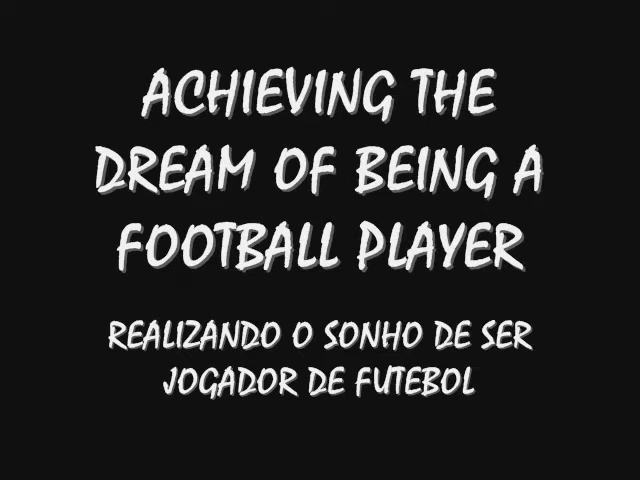 ACHIEVING THE
DREAM OF BEING A
FOOTBALL PLAYER
REALIZANDO O SONHO DE SER
JOGADOR DE FUTEBOL